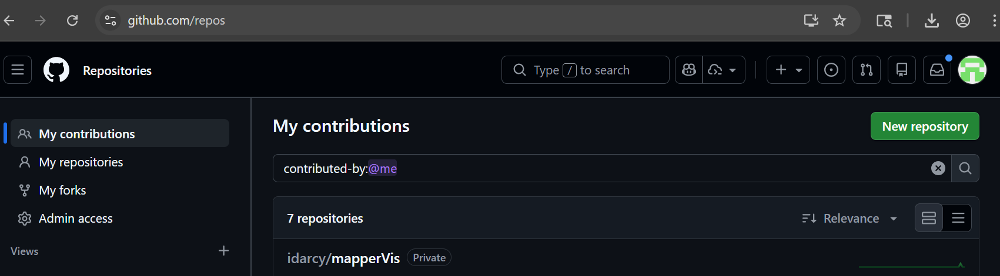 github.com/repos
Repositories
Type / to search
My contributions
My repositories
My forks
Admin access
Views
My contributions
New repository
contributed-by:@me
7 repositories
Relevance
idarcy/mapperVis Private